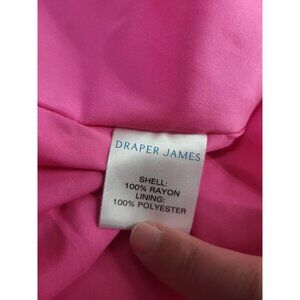 DRAPER JAMES
SHELL:
100% RAYON
LINING:
100% POLYESTER